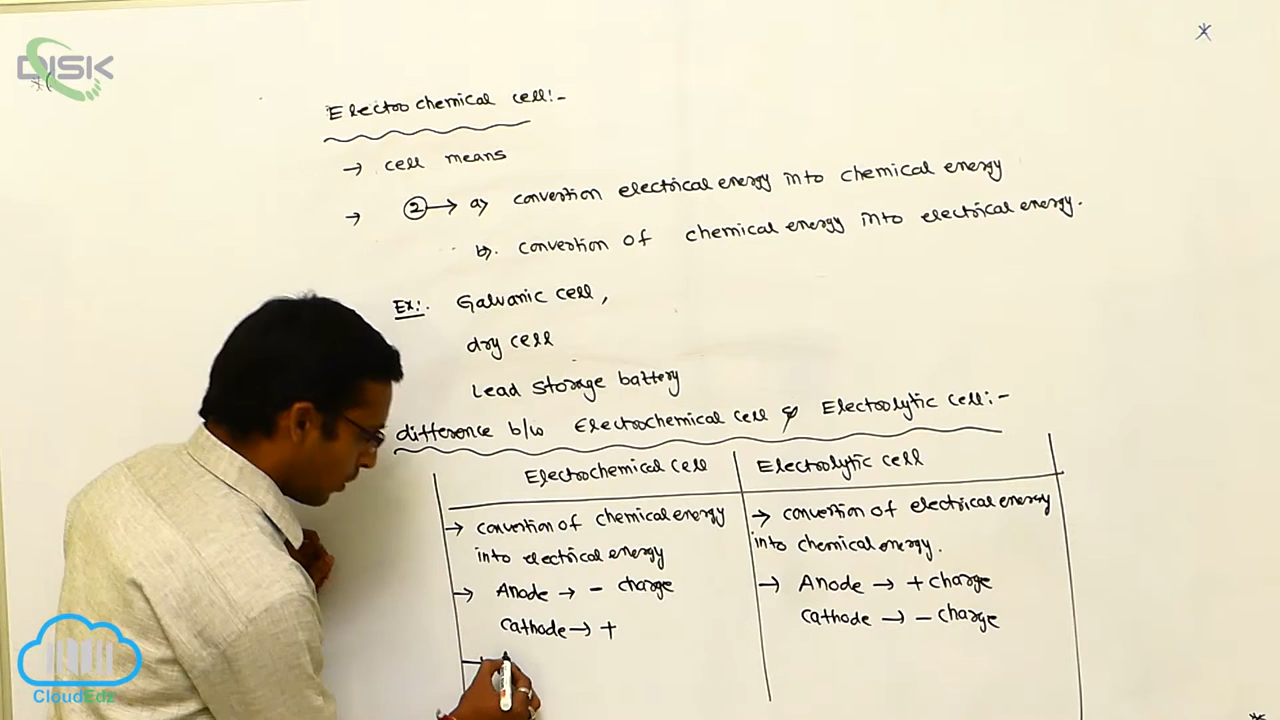 DISK
Electro chemical cell:-
→ cell means
→ ② → a) convertion electrical energy into chemical energy
b). convertion of chemical energy into electrical energy.
Ex:. Galvanic cell,
dry cell
Lead storage battery
difference b/w Electrochemical cell & Electrolytic cell:-
Electrochemical cell
→ convertion of chemical energy
into electrical energy
→ Anode → - charge
cathode → +
Electrolytic cell
→ convertion of electrical energy
into chemical energy.
→ Anode → + charge
cathode → - charge
CloudEdz